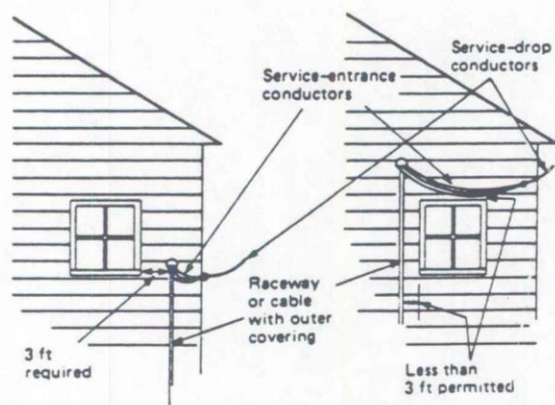 Service-drop
conductors
Service-entrance
conductors
Raceway
or cable
with outer
covering
3 ft
required
Less than
3 ft permitted